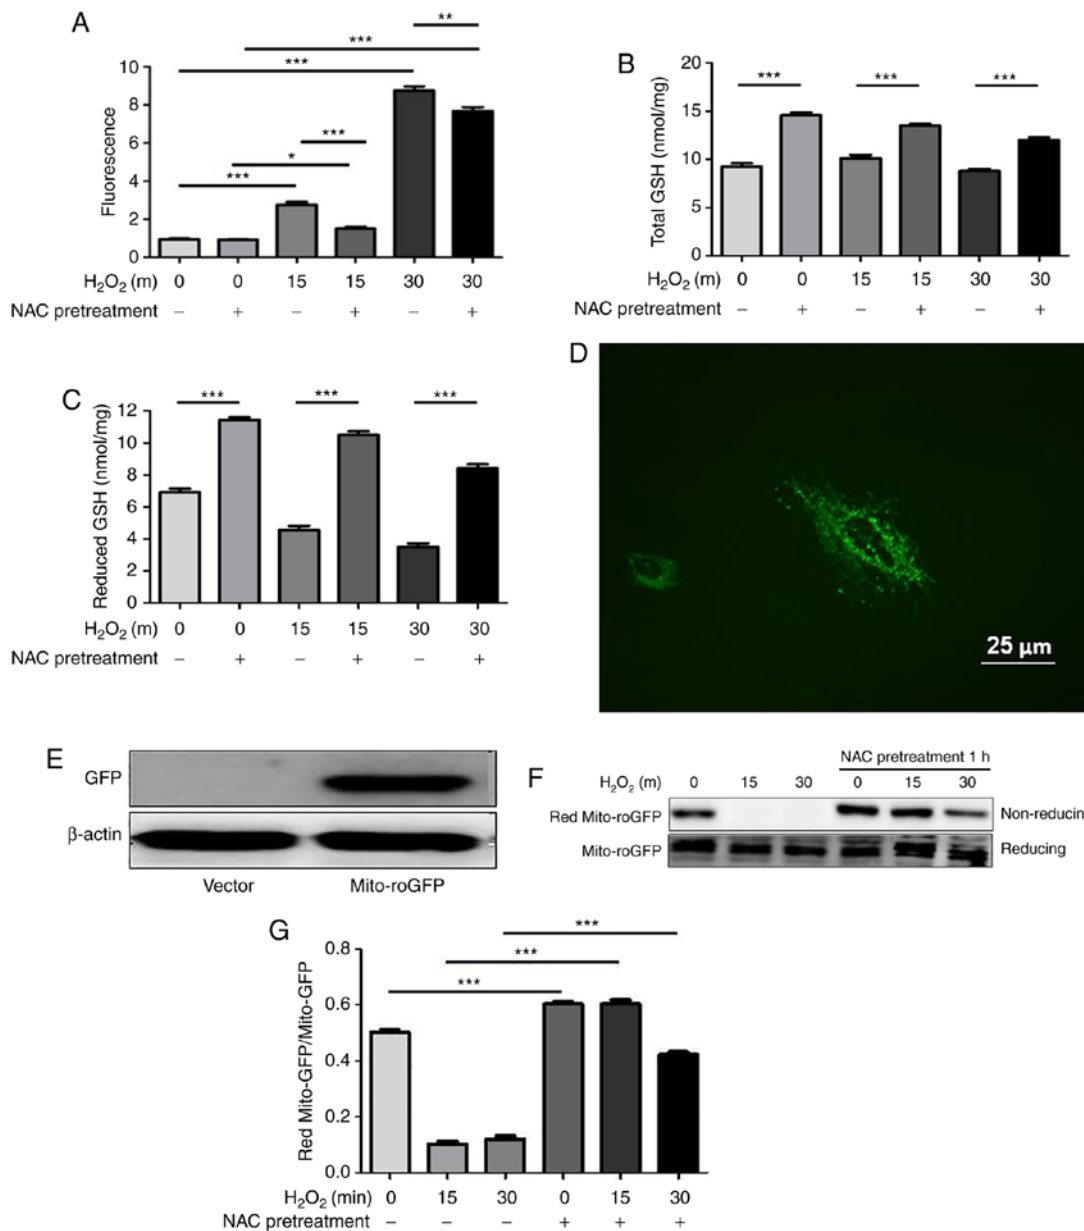 A
**
***
***
***
*
***
Fluorescence
10
8
6
4
2
0
H2O2 (m) 0 0 15 15 30 30
NAC pretreatment – + – + – +
B
*** *** ***
Total GSH (nmol/mg)
20
15
10
5
0
H2O2 (m) 0 0 15 15 30 30
NAC pretreatment – + – + – +
C
*** *** ***
Reduced GSH (nmol/mg)
12
10
8
6
4
2
0
H2O2 (m) 0 0 15 15 30 30
NAC pretreatment – + – + – +
D
25 µm
E
GFP
β-actin
Vector Mito-roGFP
F
NAC pretreatment 1 h
H2O2 (m) 0 15 30 0 15 30
Red Mito-roGFP Non-reducin
Mito-roGFP Reducing
G
***
***
***
Red Mito-GFP/Mito-GFP
0.8
0.6
0.4
0.2
0.0
H2O2 (min) 0 15 30 0 15 30
NAC pretreatment – – – + + +